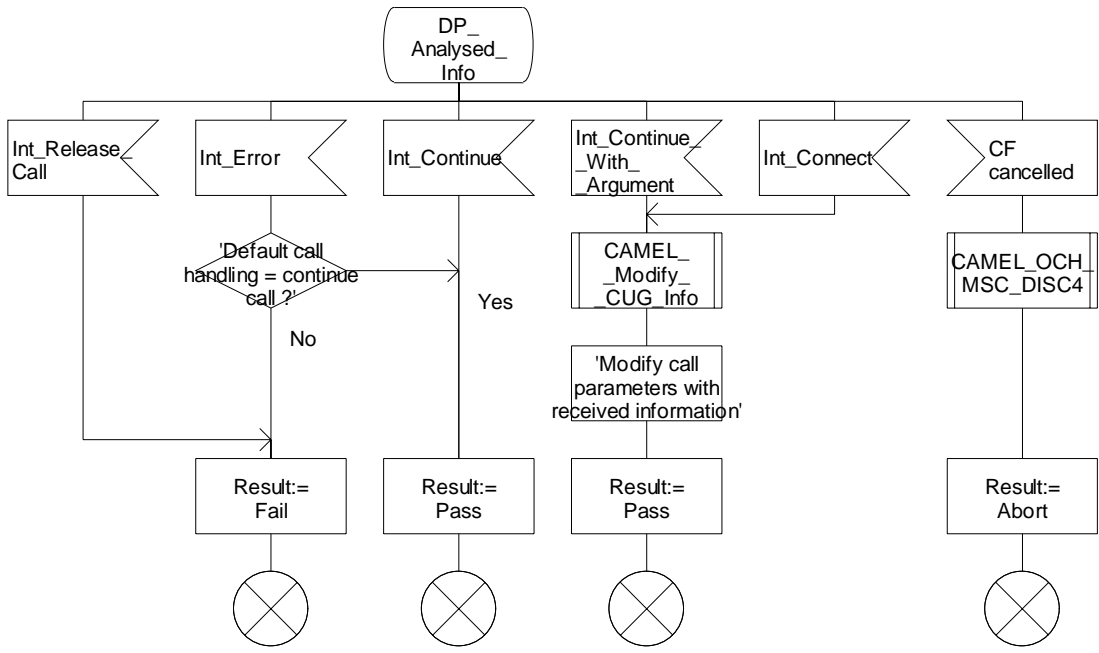 DP_
Analysed_
Info
Int_Release_
Call
Int_Error
Int_Continue
Int_Continue_
_With_
_Argument
Int_Connect
CF
cancelled
'Default call
handling = continue
call ?'
Yes
No
CAMEL_
_Modify_
_CUG_Info
CAMEL_OCH_
MSC_DISC4
'Modify call
parameters with
received information'
Result:=
Fail
Result:=
Pass
Result:=
Pass
Result:=
Abort